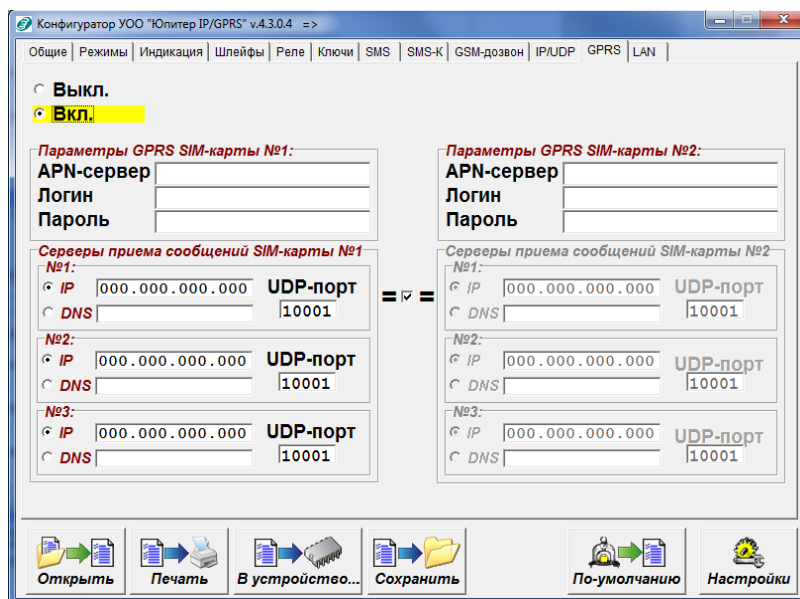 Конфигуратор УОО "Юпитер IP/GPRS" v.4.3.0.4 =>
Общие Режимы Индикация Шлейфы Реле Ключи SMS SMS-К GSM-дозвон IP/UDP GPRS LAN
Выкл.
Вкл.
Параметры GPRS SIM-карты №1:
APN-сервер
Логин
Пароль
Серверы приема сообщений SIM-карты №1
№1:
IP 000.000.000.000 UDP-порт
DNS 10001
№2:
IP 000.000.000.000 UDP-порт
DNS 10001
№3:
IP 000.000.000.000 UDP-порт
DNS 10001
= =
Параметры GPRS SIM-карты №2:
APN-сервер
Логин
Пароль
Серверы приема сообщений SIM-карты №2
№1:
IP 000.000.000.000 UDP-порт
DNS 10001
№2:
IP 000.000.000.000 UDP-порт
DNS 10001
№3:
IP 000.000.000.000 UDP-порт
DNS 10001
Открыть Печать В устройство... Сохранить По-умолчанию Настройки